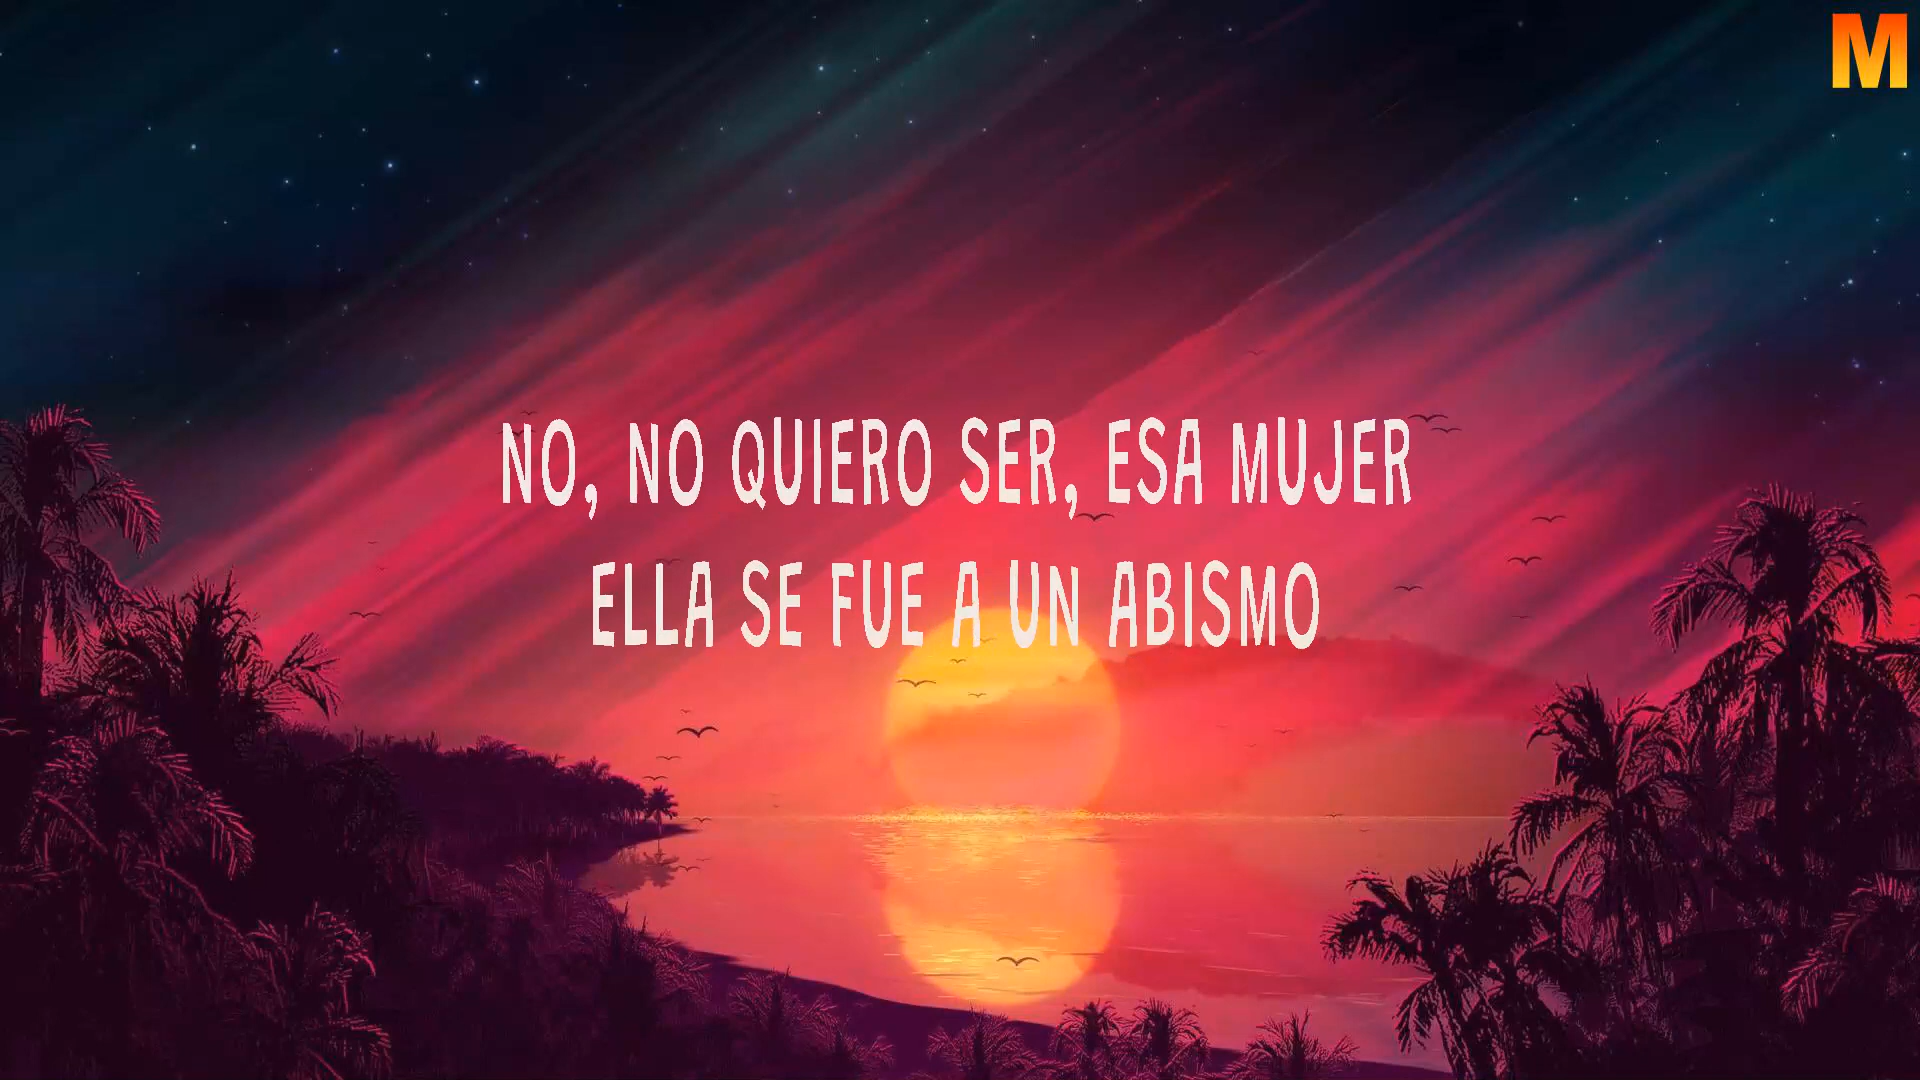 M
NO, NO QUIERO SER, ESA MUJER
ELLA SE FUE A UN ABISMO